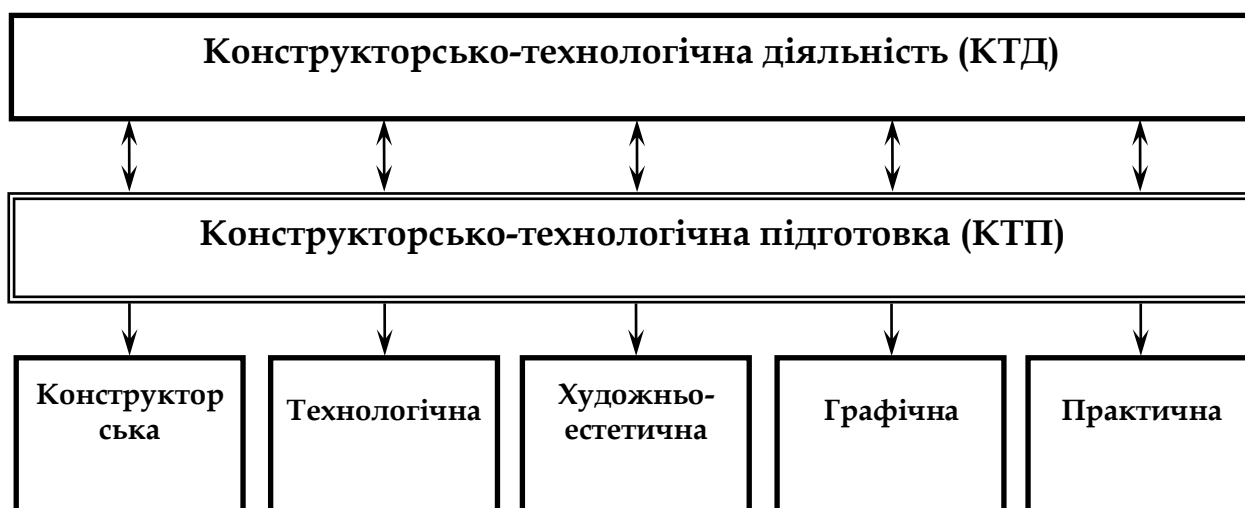 Конструкторсько-технологічна діяльність (КТД)
Конструкторсько-технологічна підготовка (КТП)
Конструктор
ська
Технологічна
Художньо-
естетична
Графічна
Практична